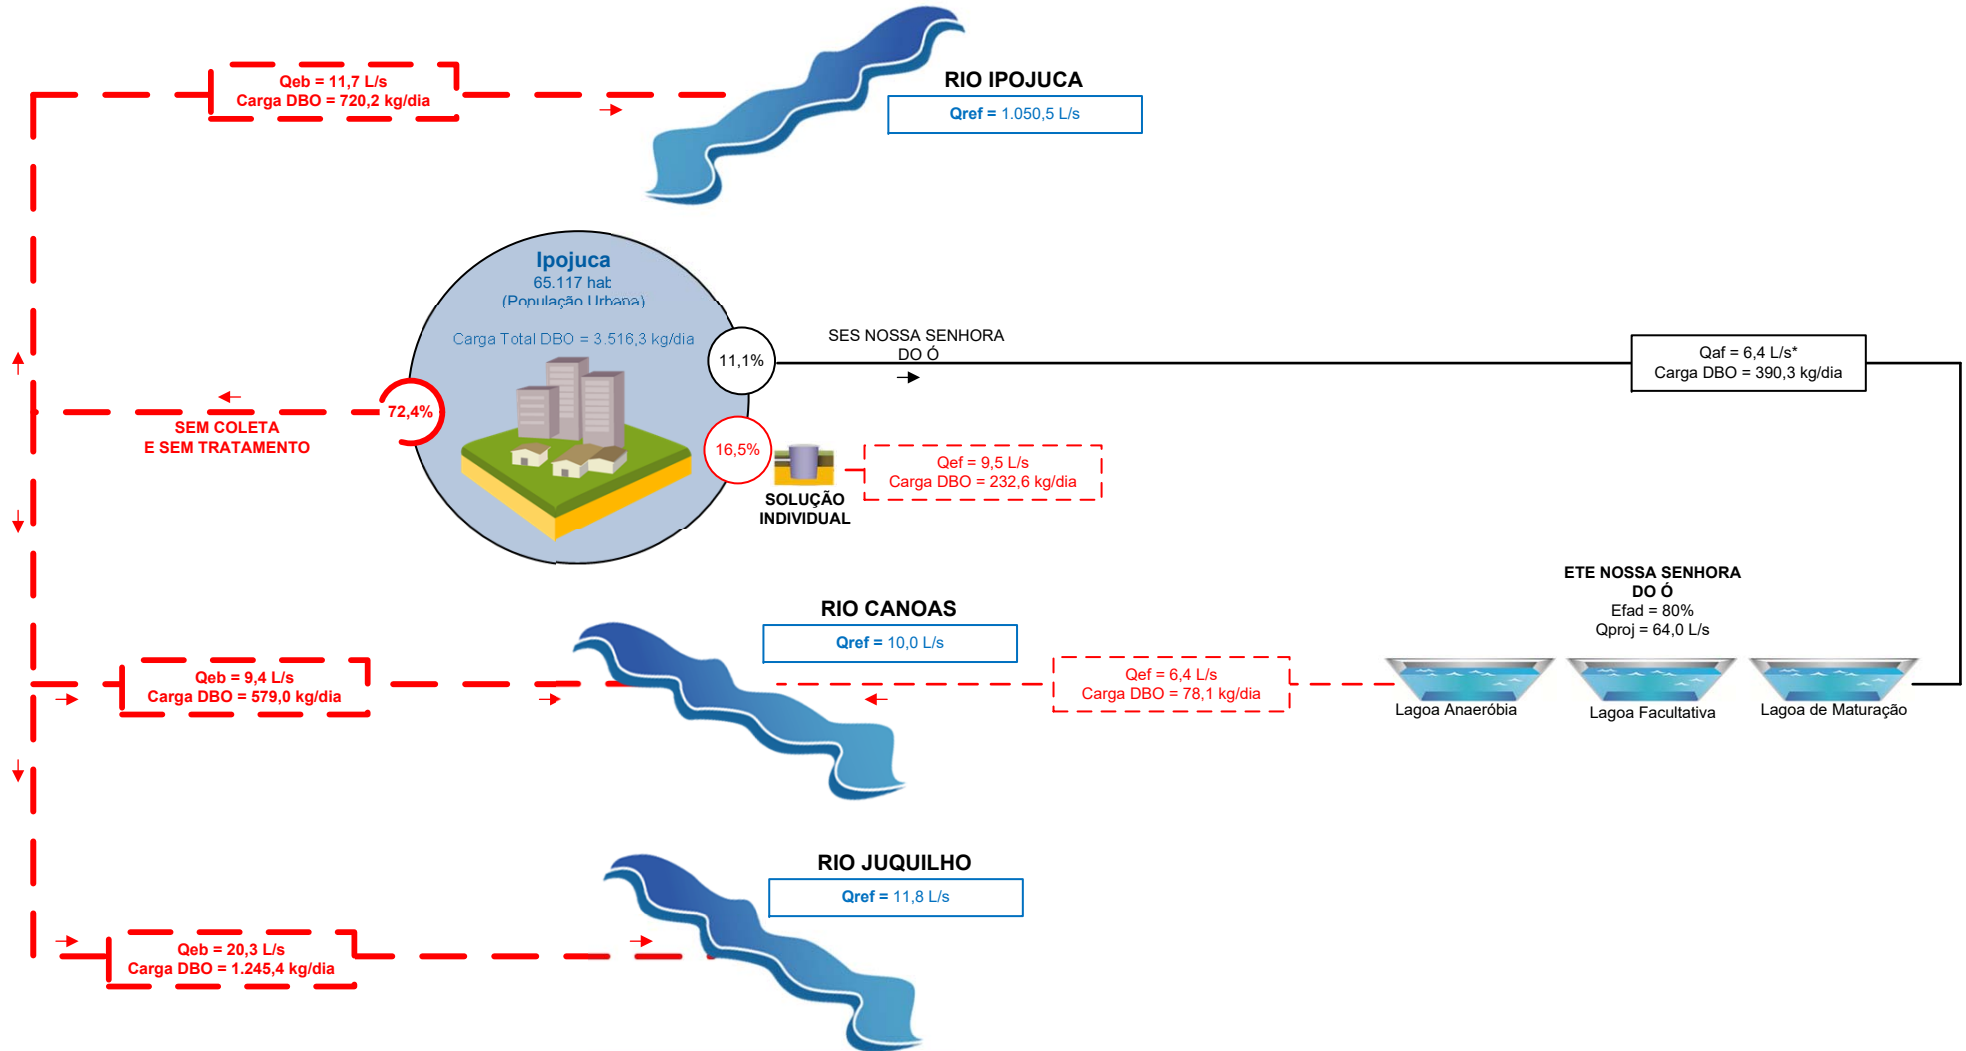 RIO IPOJUCA
Qref = 1.050,5 L/s
Qeb = 11,7 L/s
Carga DBO = 720,2 kg/dia
Ipojuca
65.117 hab
(População Urbana)
Carga Total DBO = 3.516,3 kg/dia
72,4%
SEM COLETA
E SEM TRATAMENTO
11,1%
SES NOSSA SENHORA
DO Ó
Qaf = 6,4 L/s*
Carga DBO = 390,3 kg/dia
16,5%
SOLUÇÃO
INDIVIDUAL
Qef = 9,5 L/s
Carga DBO = 232,6 kg/dia
ETE NOSSA SENHORA
DO Ó
Efad = 80%
Qproj = 64,0 L/s
Lagoa Anaeróbia
Lagoa Facultativa
Lagoa de Maturação
RIO CANOAS
Qref = 10,0 L/s
Qeb = 9,4 L/s
Carga DBO = 579,0 kg/dia
Qef = 6,4 L/s
Carga DBO = 78,1 kg/dia
RIO JUQUILHO
Qref = 11,8 L/s
Qeb = 20,3 L/s
Carga DBO = 1.245,4 kg/dia